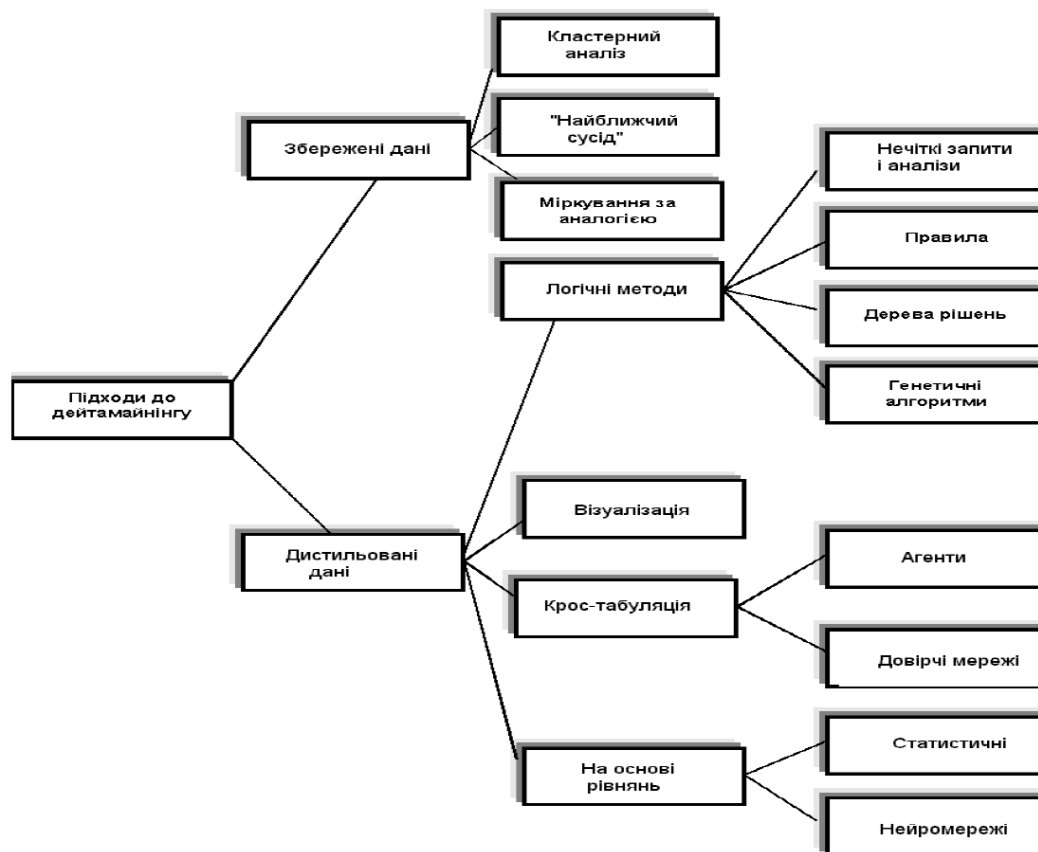 Кластерний
аналіз
"Найближчий
сусід"
Збережені дані
Міркування за
аналогією
Нечіткі запити
і аналізи
Правила
Логічні методи
Дерева рішень
Генетичні
алгоритми
Підходи до
дейтамайнінгу
Візуалізація
Дистильовані
дані
Агенти
Крос-табуляція
Довірчі мережі
Статистичні
На основі
рівнянь
Нейромережі